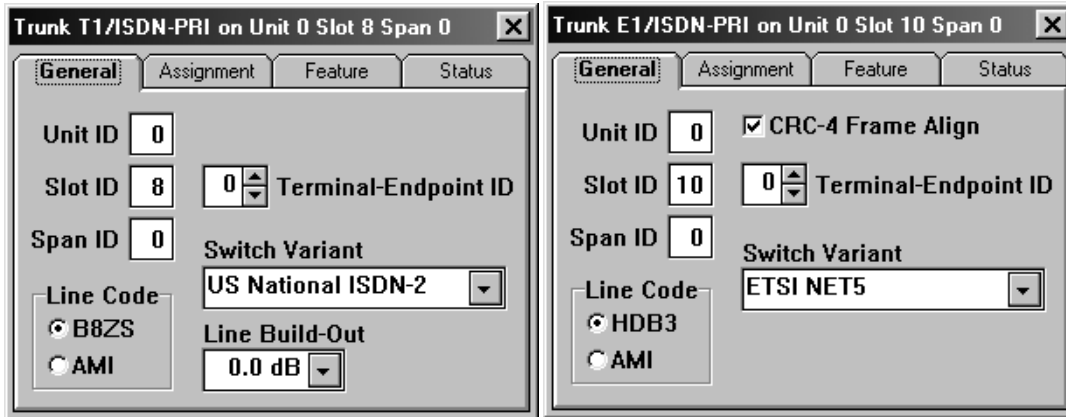 Trunk T1/ISDN-PRI on Unit 0 Slot 8 Span 0
General Assignment Feature Status
Unit ID 0
Slot ID 8 0 Terminal-Endpoint ID
Span ID 0
Switch Variant
US National ISDN-2
Line Code
B8ZS
AMI
Line Build-Out
0.0 dB
Trunk E1/ISDN-PRI on Unit 0 Slot 10 Span 0
General Assignment Feature Status
Unit ID 0 CRC-4 Frame Align
Slot ID 10 0 Terminal-Endpoint ID
Span ID 0
Switch Variant
ETSI NET5
Line Code
HDB3
AMI